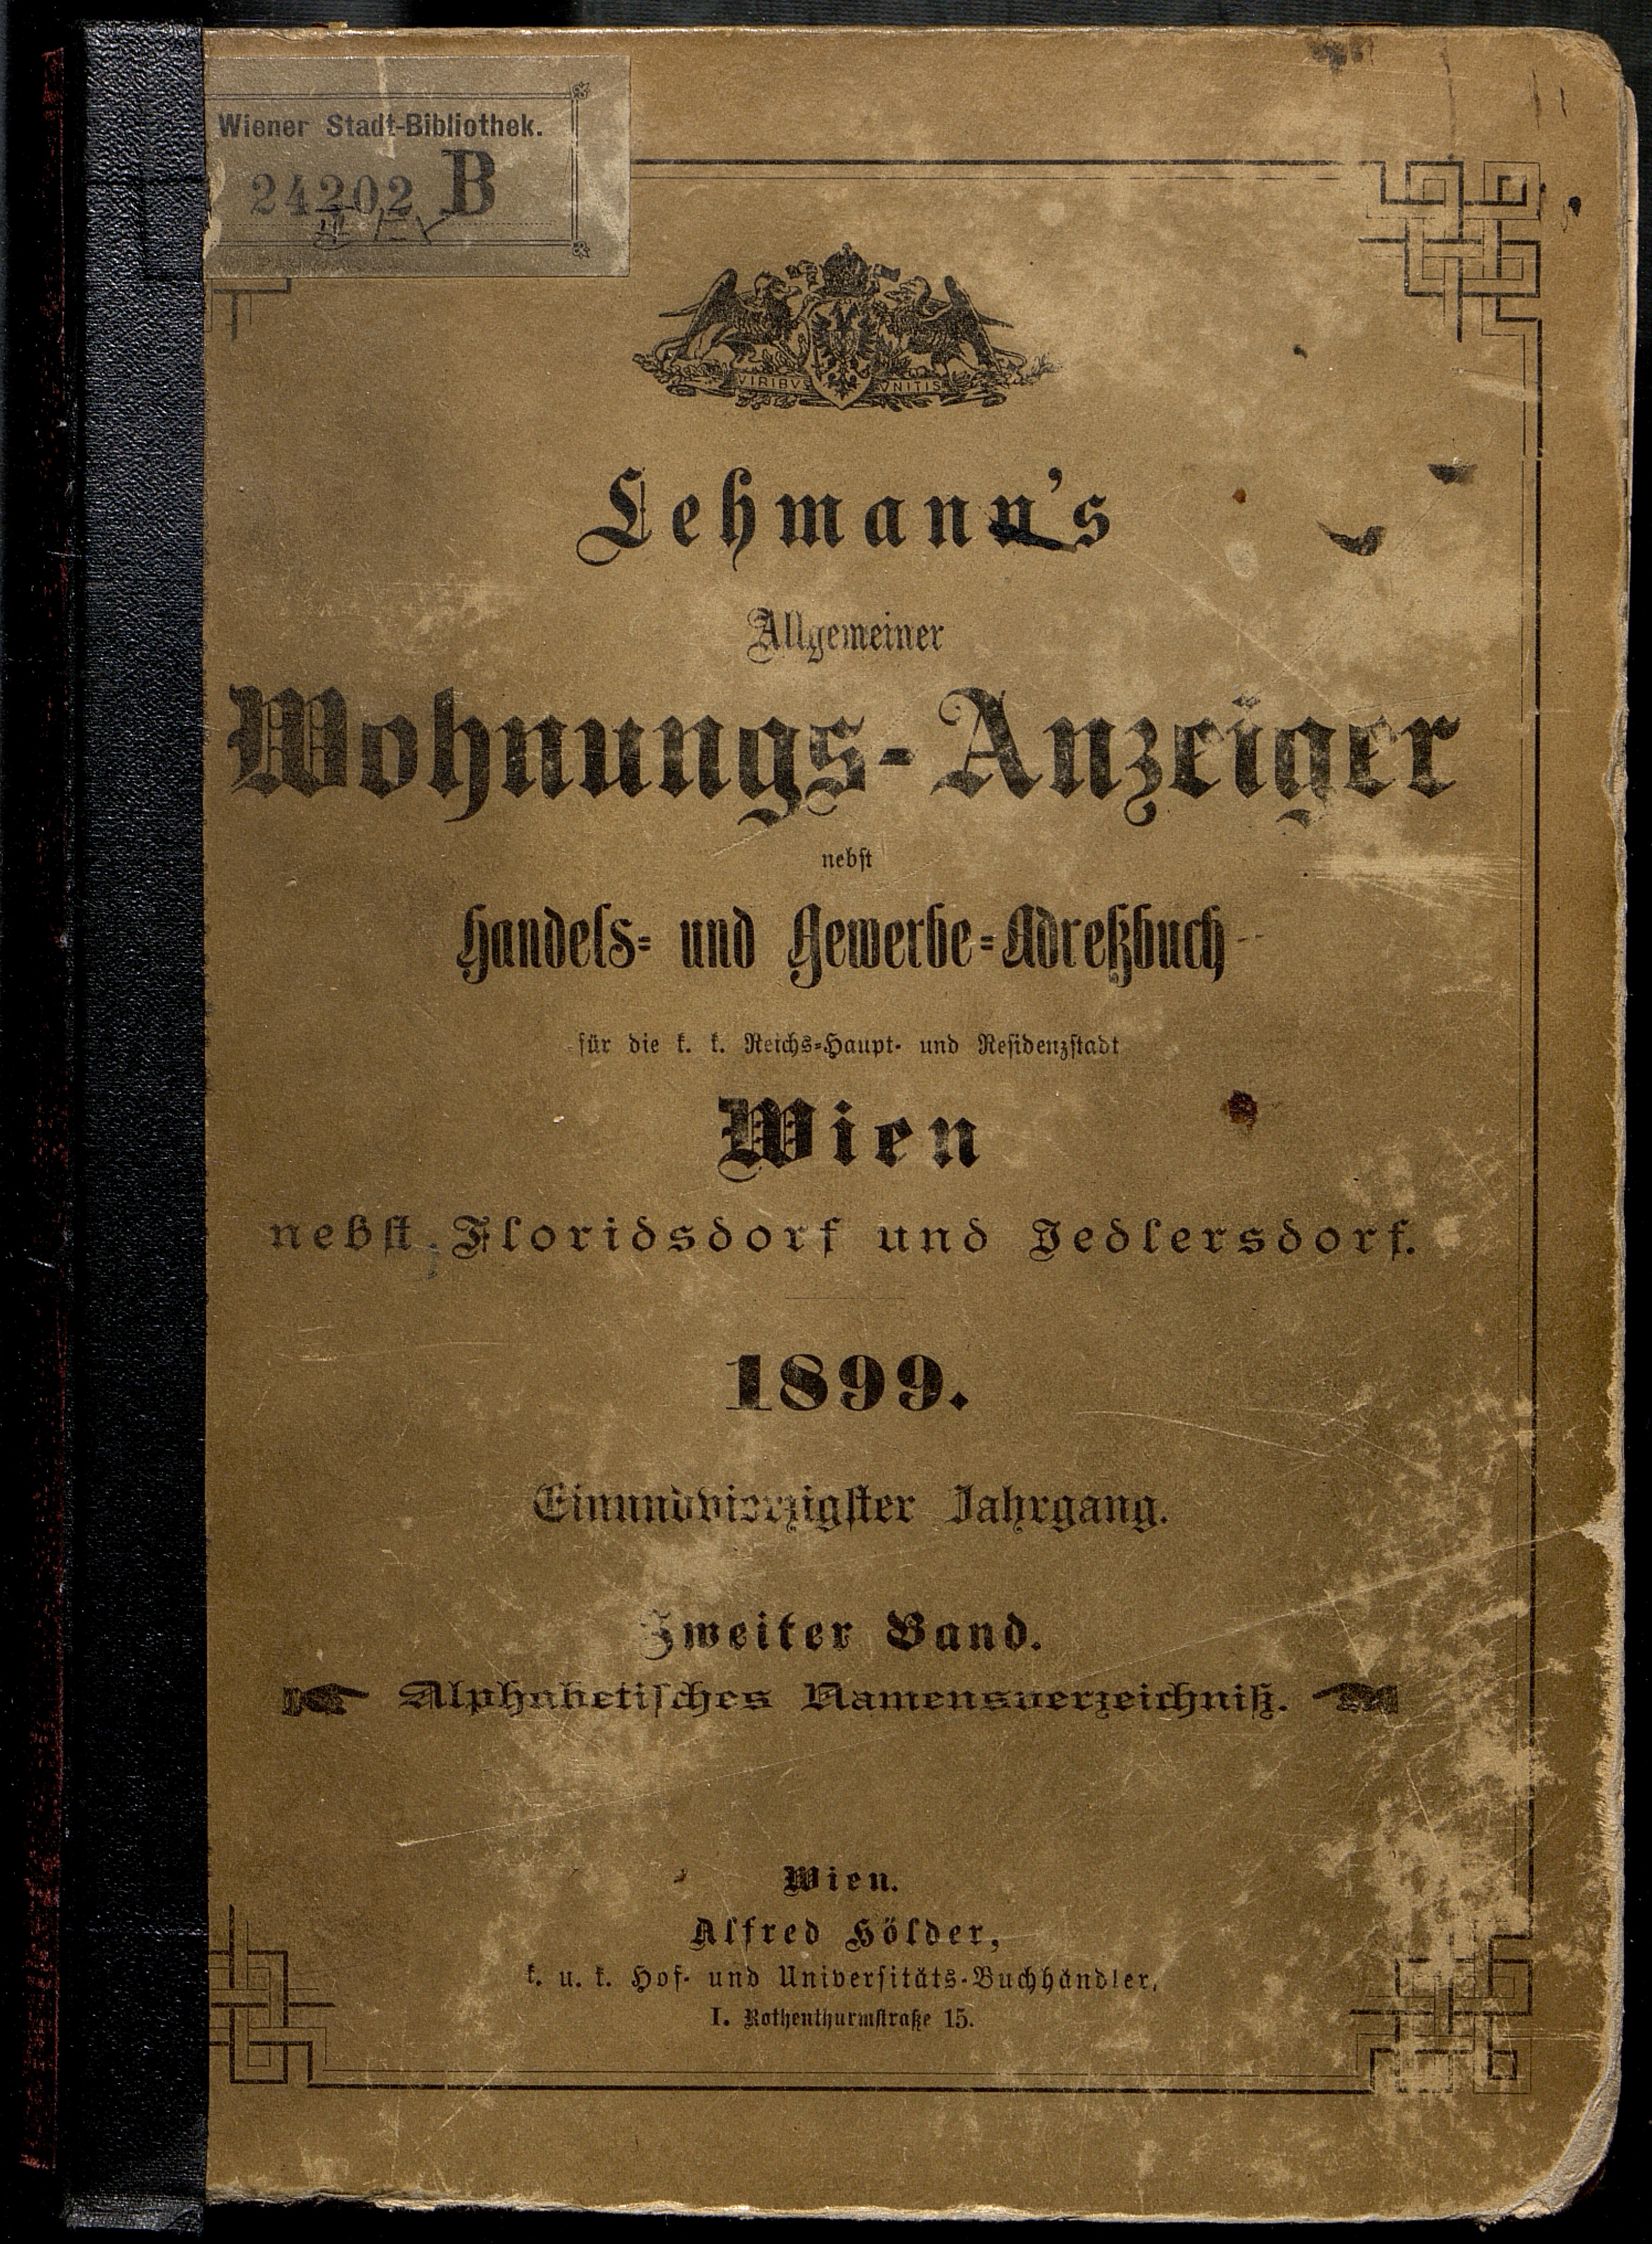 Wiener Stadt-Bibliothek.
24202 B
VIRIBVS VNITIS
Lehmann's
Allgemeiner
Wohnungs-Anzeiger
nebst
Handels- und Gewerbe-Adreßbuch
für die k. k. Reichs-Haupt- und Residenzstadt
Wien
nebst Floridsdorf und Jedlersdorf.
1899.
Einundvierzigster Jahrgang.
Zweiter Band.
Alphabetisches Namensverzeichniß.
Wien.
Alfred Hölder,
k. u. k. Hof- und Universitäts-Buchhändler,
I. Rothenthurmstraße 15.